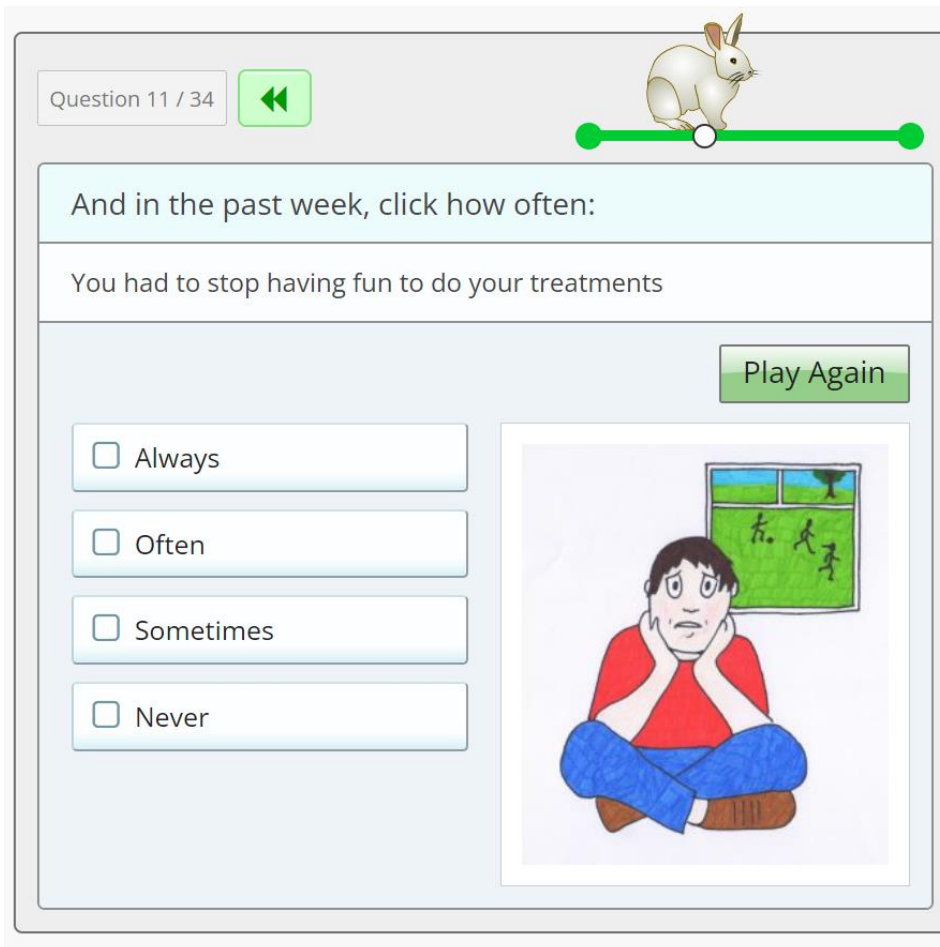 Question 11 / 34
And in the past week, click how often:
You had to stop having fun to do your treatments
Play Again
Always
Often
Sometimes
Never